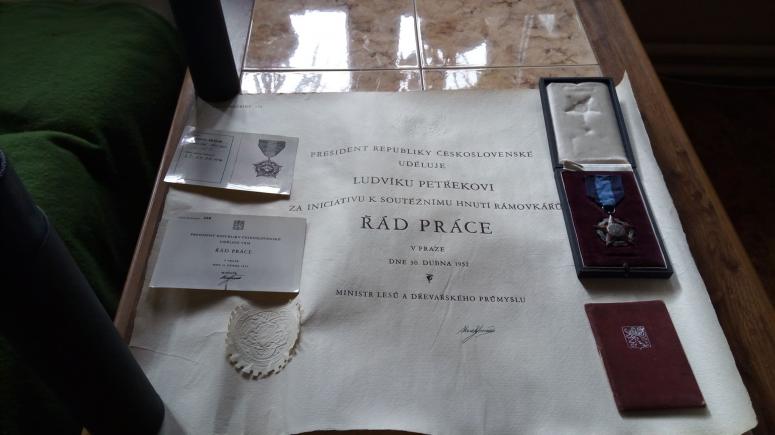 PRESIDENT REPUBLIKY ČESKOSLOVENSKÉ
UDĚLUJE
LUDVÍKU PETŘEKOVI
ZA INICIATIVU K SOUTĚŽNÍMU HNUTÍ RÁMOVKÁŘŮ
ŘÁD PRÁCE
V PRAZE
DNE 30. DUBNA 1952
MINISTR LESŮ A DŘEVAŘSKÉHO PRŮMYSLU
PRESIDENT REPUBLIKY ČESKOSLOVENSKÉ
UDĚLUJE VÁM
ŘÁD PRÁCE
V PRAZE